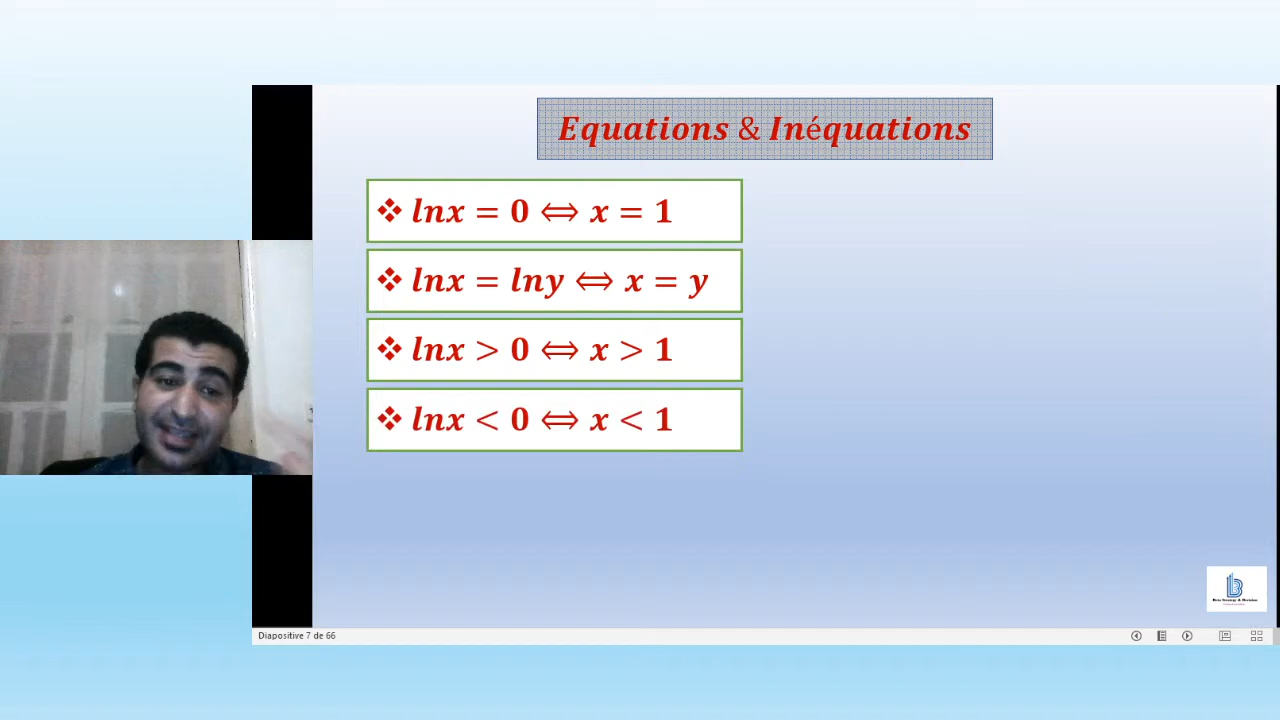 Equations & Inéquations
❖ lnx = 0 ⟺ x = 1
❖ lnx = lny ⟺ x = y
❖ lnx > 0 ⟺ x > 1
❖ lnx < 0 ⟺ x < 1
Diapositive 7 de 66